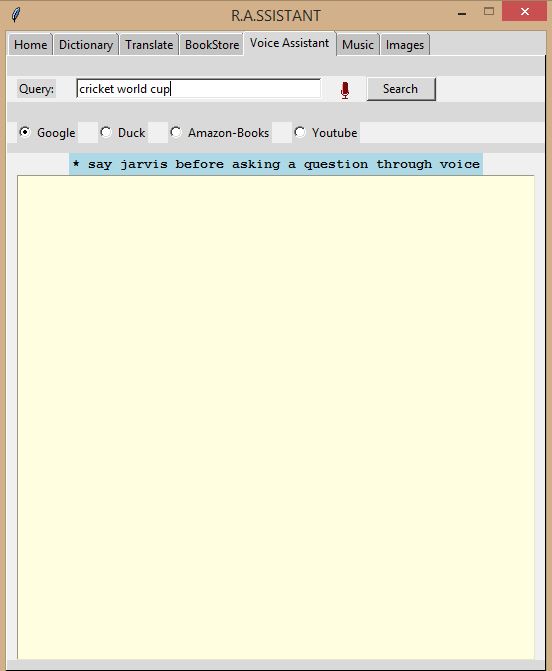 R.A.SSISTANT
Home Dictionary Translate BookStore Voice Assistant Music Images
Query: cricket world cup Search
Google Duck Amazon-Books Youtube
* say jarvis before asking a question through voice